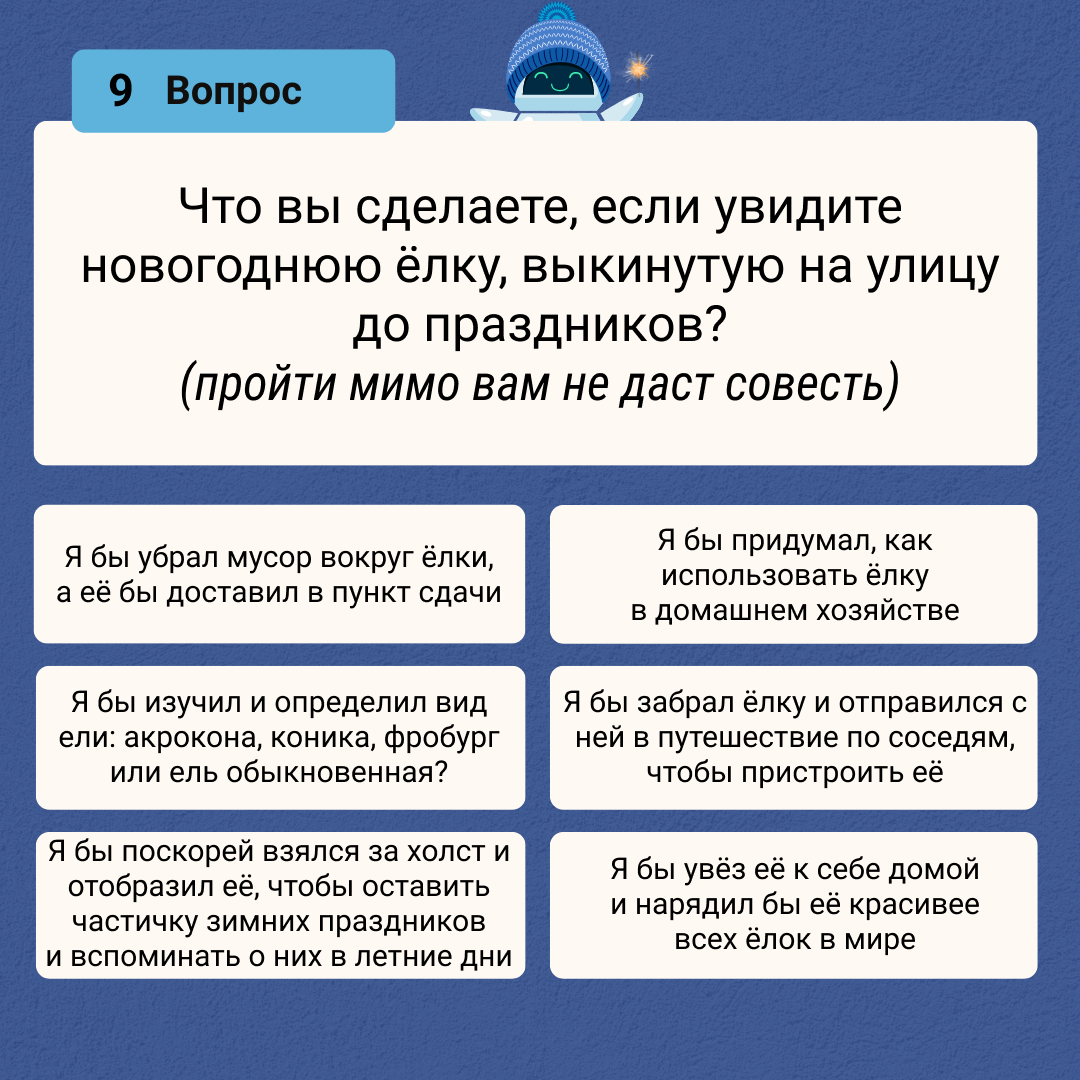 9 Вопрос
Что вы сделаете, если увидите
новогоднюю ёлку, выкинутую на улицу
до праздников?
(пройти мимо вам не даст совесть)
Я бы убрал мусор вокруг ёлки,
а её бы доставил в пункт сдачи
Я бы придумал, как
использовать ёлку
в домашнем хозяйстве
Я бы изучил и определил вид
ели: акрокона, коника, фробург
или ель обыкновенная?
Я бы забрал ёлку и отправился с
ней в путешествие по соседям,
чтобы пристроить её
Я бы поскорей взялся за холст и
отобразил её, чтобы оставить
частичку зимних праздников
и вспоминать о них в летние дни
Я бы увёз её к себе домой
и нарядил бы её красивее
всех ёлок в мире